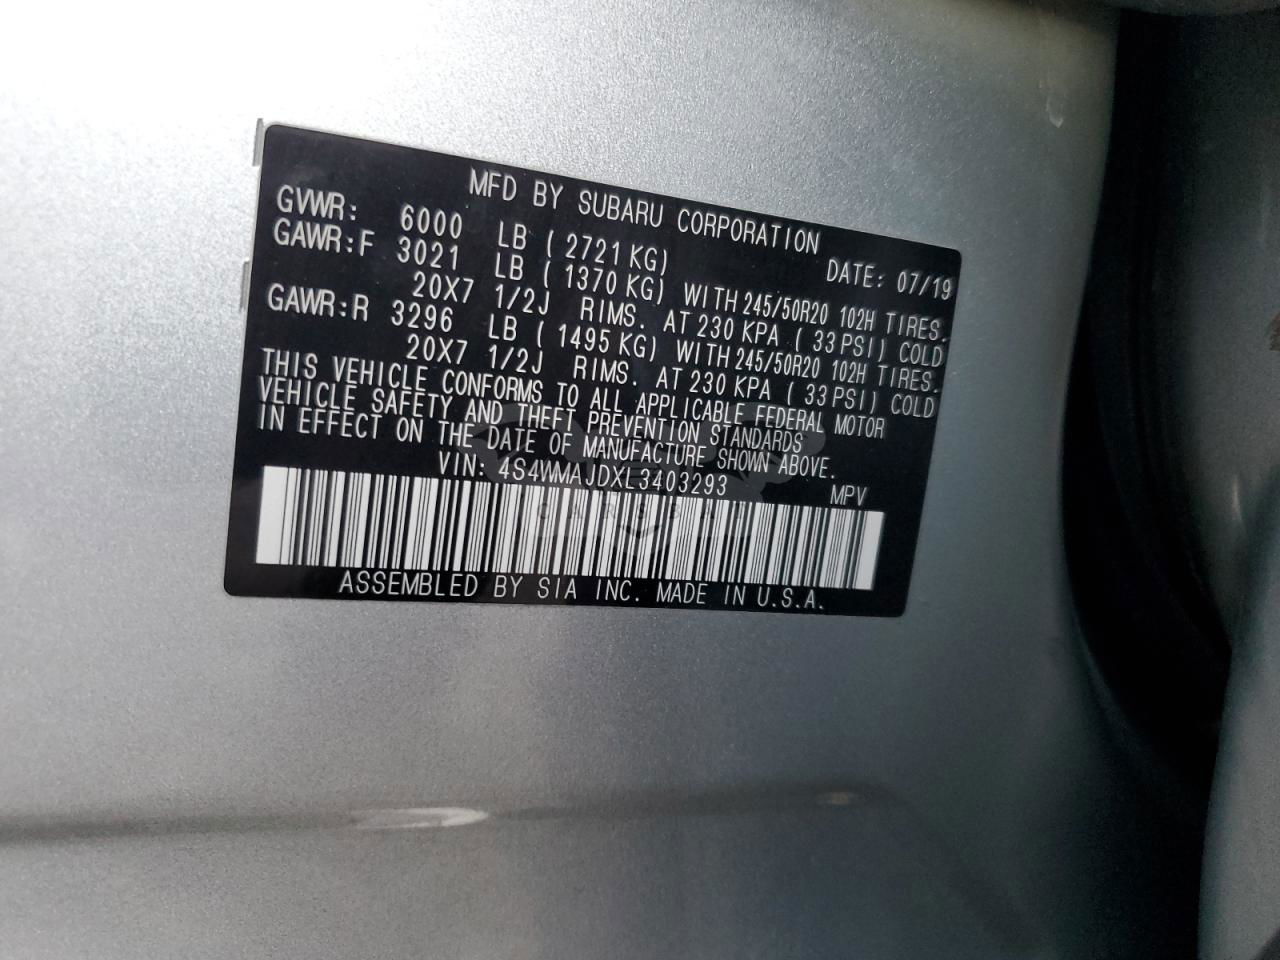 MFD BY SUBARU CORPORATION
GVWR: 6000 LB ( 2721 KG) DATE: 07/19
GAWR:F 3021 LB ( 1370 KG) WITH 245/50R20 102H TIRES.
20X7 1/2J RIMS. AT 230 KPA ( 33 PSI) COLD
GAWR:R 3296 LB ( 1495 KG) WITH 245/50R20 102H TIRES.
20X7 1/2J RIMS. AT 230 KPA ( 33 PSI) COLD
THIS VEHICLE CONFORMS TO ALL APPLICABLE FEDERAL MOTOR
VEHICLE SAFETY AND THEFT PREVENTION STANDARDS
IN EFFECT ON THE DATE OF MANUFACTURE SHOWN ABOVE.
VIN: 4S4WMAJDXL3403293 MPV
ASSEMBLED BY SIA INC. MADE IN U.S.A.